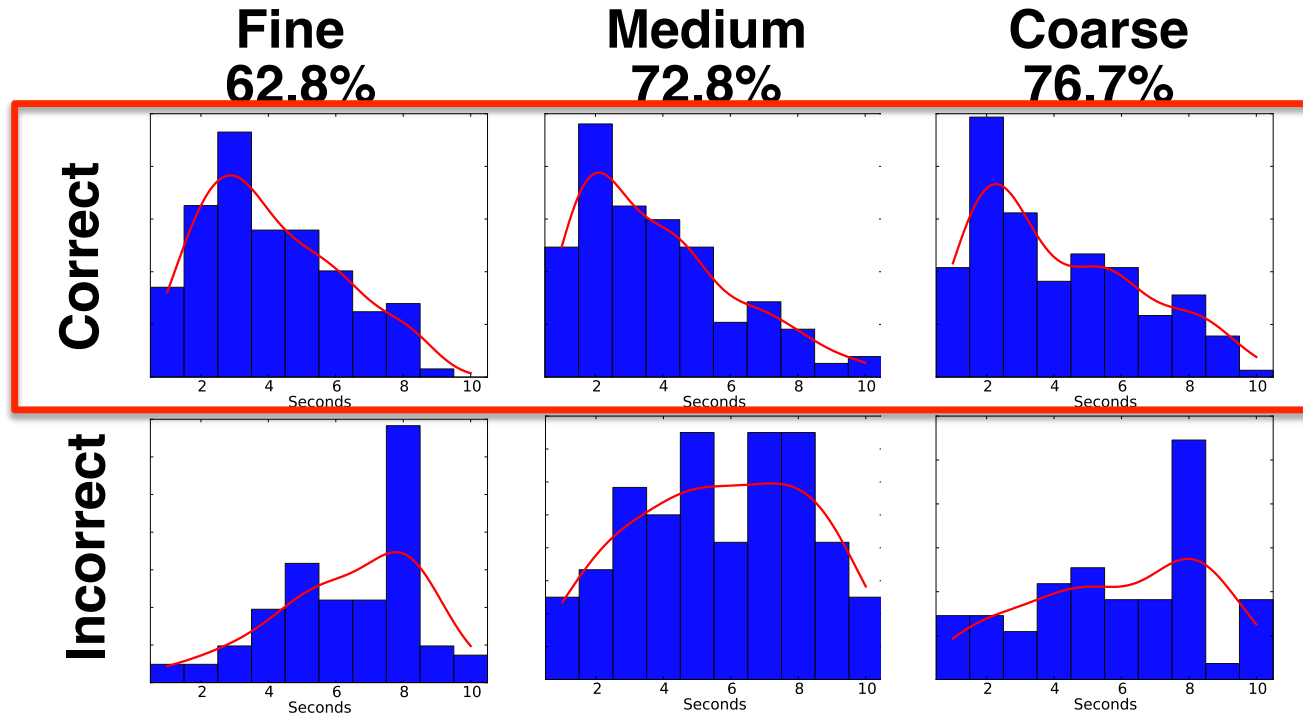 Fine Medium Coarse
62.8% 72.8% 76.7%
Correct
2 4 6 8 10 2 4 6 8 10 2 4 6 8 10
Seconds Seconds Seconds
Incorrect
2 4 6 8 10 2 4 6 8 10 2 4 6 8 10
Seconds Seconds Seconds